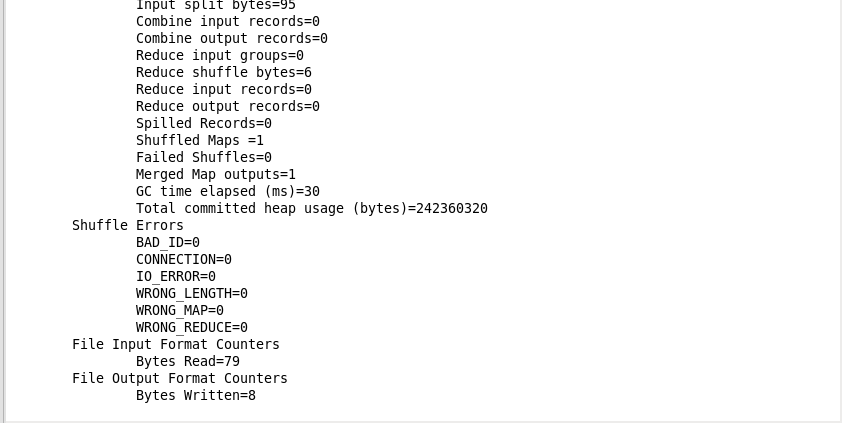 Input split bytes=95
Combine input records=0
Combine output records=0
Reduce input groups=0
Reduce shuffle bytes=6
Reduce input records=0
Reduce output records=0
Spilled Records=0
Shuffled Maps =1
Failed Shuffles=0
Merged Map outputs=1
GC time elapsed (ms)=30
Total committed heap usage (bytes)=242360320
Shuffle Errors
BAD_ID=0
CONNECTION=0
IO_ERROR=0
WRONG_LENGTH=0
WRONG_MAP=0
WRONG_REDUCE=0
File Input Format Counters
Bytes Read=79
File Output Format Counters
Bytes Written=8